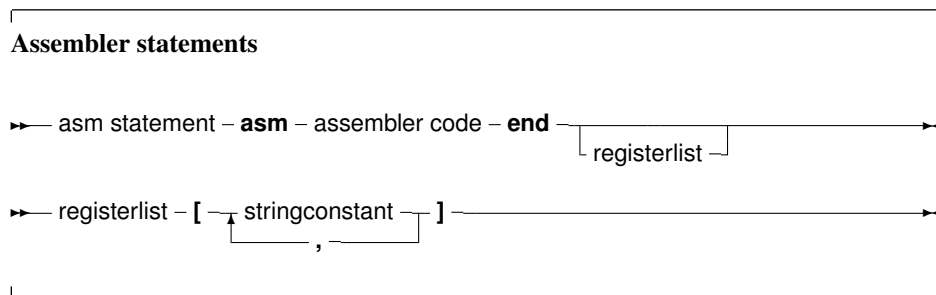 Assembler statements
asm statement – asm – assembler code – end
registerlist
registerlist – [ stringconstant ]
,